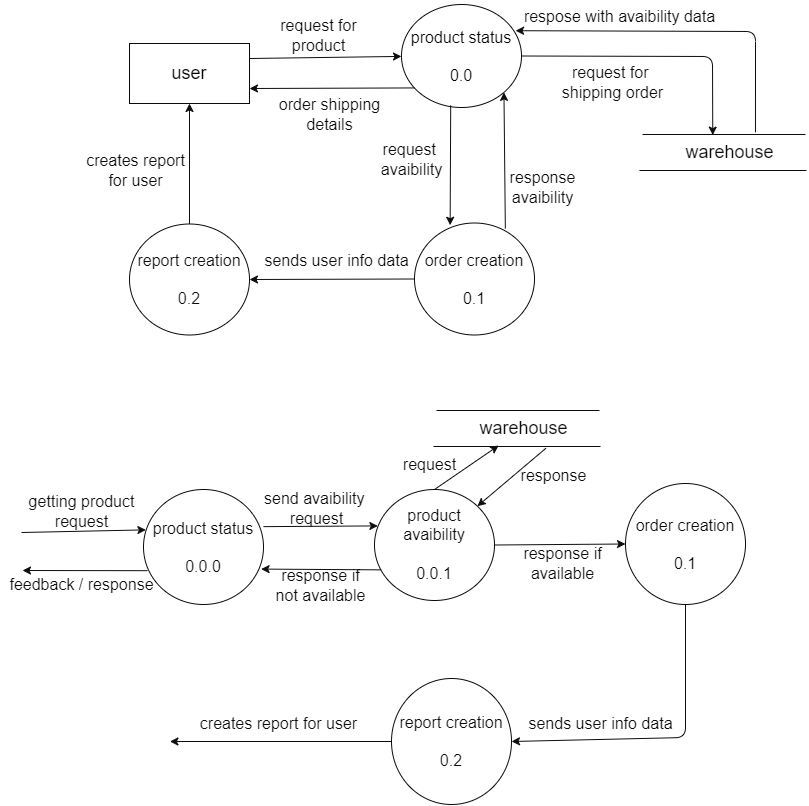 request for
product
product status
0.0
respose with avaibility data
user
order shipping
details
request for
shipping order
warehouse
creates report
for user
request
avaibility
response
avaibility
report creation
0.2
sends user info data
order creation
0.1
warehouse
request
response
getting product
request
product status
0.0.0
feedback / response
send avaibility
request
response if
not available
product
avaibility
0.0.1
response if
available
order creation
0.1
creates report for user
report creation
0.2
sends user info data